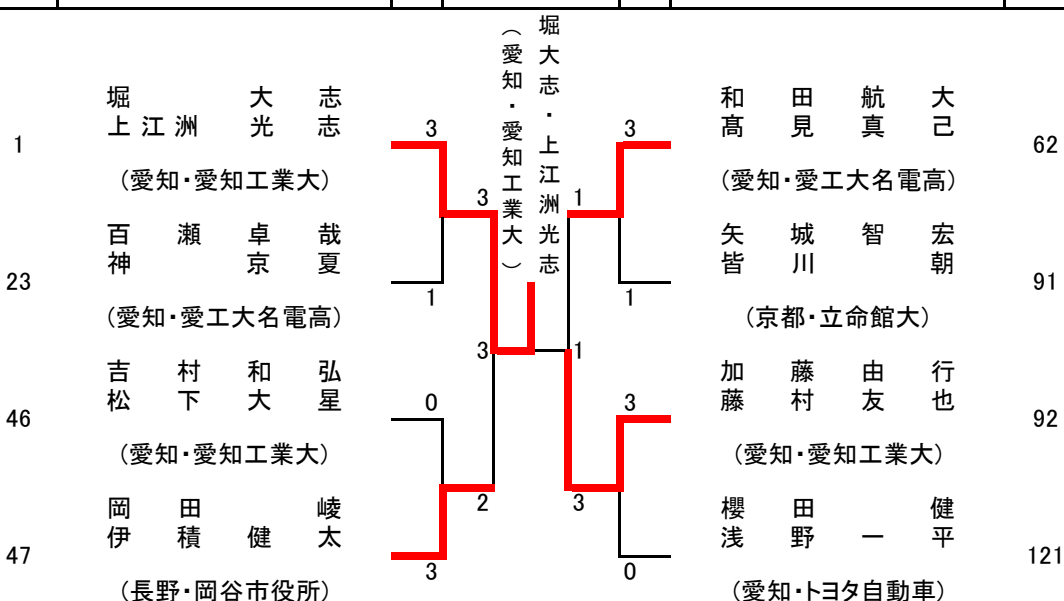 堀 大 志
上 江 洲 光 志
1
(愛知・愛知工業大)
百 瀬 卓 哉
神 京 夏
23
(愛知・愛工大名電高)
吉 村 和 弘
松 下 大 星
46
(愛知・愛知工業大)
岡 田 崚
伊 積 健 太
47
(長野・岡谷市役所)
3
1
0
3
3
2
3
堀大志・上江洲光志
(愛知・愛知工業大)
1
1
3
3
1
3
0
和 田 航 大
髙 見 真 己
62
(愛知・愛工大名電高)
矢 城 智 宏
皆 川 朝
91
(京都・立命館大)
加 藤 由 行
藤 村 友 也
92
(愛知・愛知工業大)
櫻 田 健
浅 野 一 平
121
(愛知・トヨタ自動車)